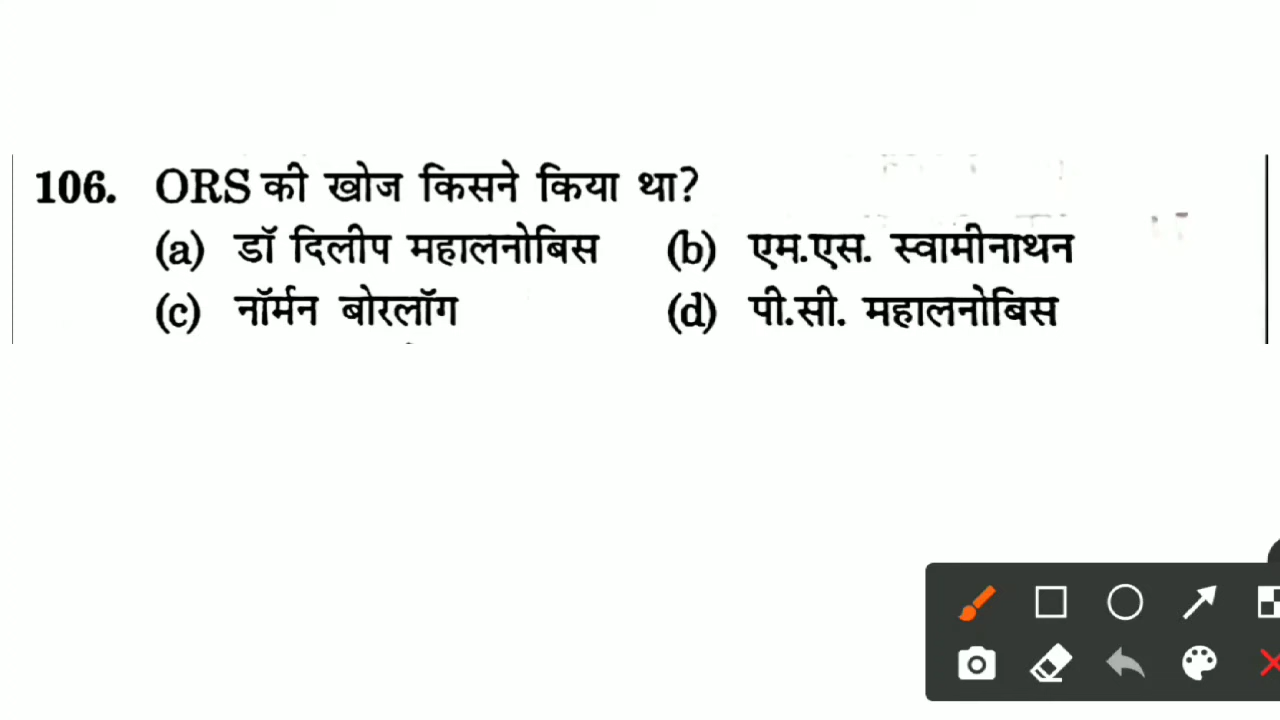 106. ORS की खोज किसने किया था?
(a) डॉ दिलीप महालनोबिस (b) एम.एस. स्वामीनाथन
(c) नॉर्मन बोरलॉग (d) पी.सी. महालनोबिस